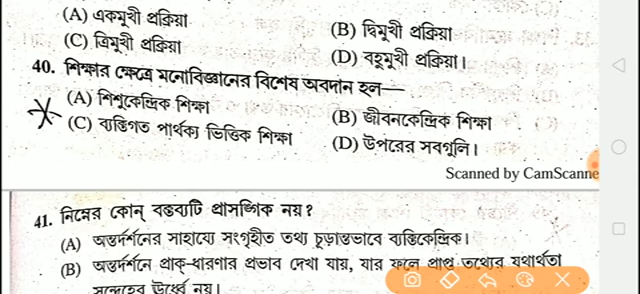 (A) একমুখী প্রক্রিয়া (B) দ্বিমুখী প্রক্রিয়া
(C) ত্রিমুখী প্রক্রিয়া (D) বহুমুখী প্রক্রিয়া।
40. শিক্ষার ক্ষেত্রে মনোবিজ্ঞানের বিশেষ অবদান হল—
(A) শিশুকেন্দ্রিক শিক্ষা (B) জীবনকেন্দ্রিক শিক্ষা
(C) ব্যক্তিগত পার্থক্য ভিত্তিক শিক্ষা (D) উপরের সবগুলি।
Scanned by CamScanne
41. নিম্নের কোন্ বক্তব্যটি প্রাসঙ্গিক নয়?
(A) অন্তর্দর্শনের সাহায্যে সংগৃহীত তথ্য চূড়ান্তভাবে ব্যক্তিকেন্দ্রিক।
(B) অন্তর্দর্শনে প্রাক্-ধারণার প্রভাব দেখা যায়, যার ফলে প্রাপ্ত তথ্যের যথার্থতা
সন্দেহের ঊর্ধ্বে নয়।